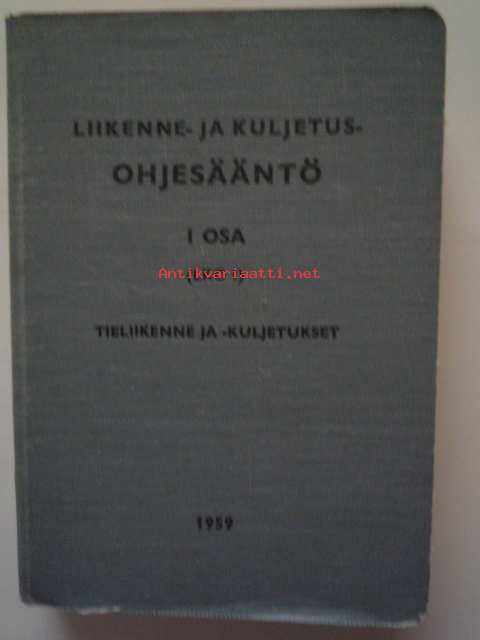 LIIKENNE- JA KULJETUS-
OHJESÄÄNTÖ
I OSA
Antikvariaatti.net
TIELIIKENNE JA -KULJETUKSET
1959